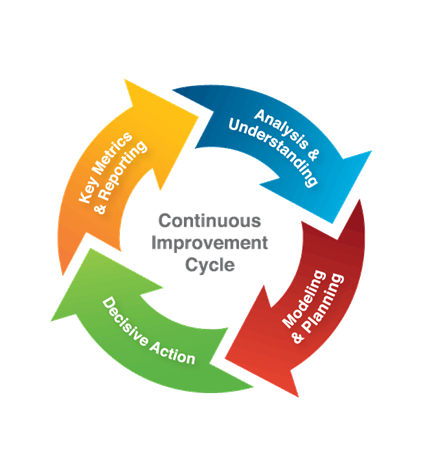 Continuous
Improvement
Cycle
Analysis &
Understanding
Modeling
& Planning
Decisive Action
Key Metrics
& Reporting